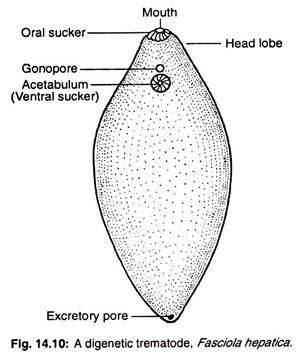 Mouth
Oral sucker
Head lobe
Gonopore
Acetabulum
(Ventral sucker)
Excretory pore
Fig. 14.10: A digenetic trematode, Fasciola hepatica.